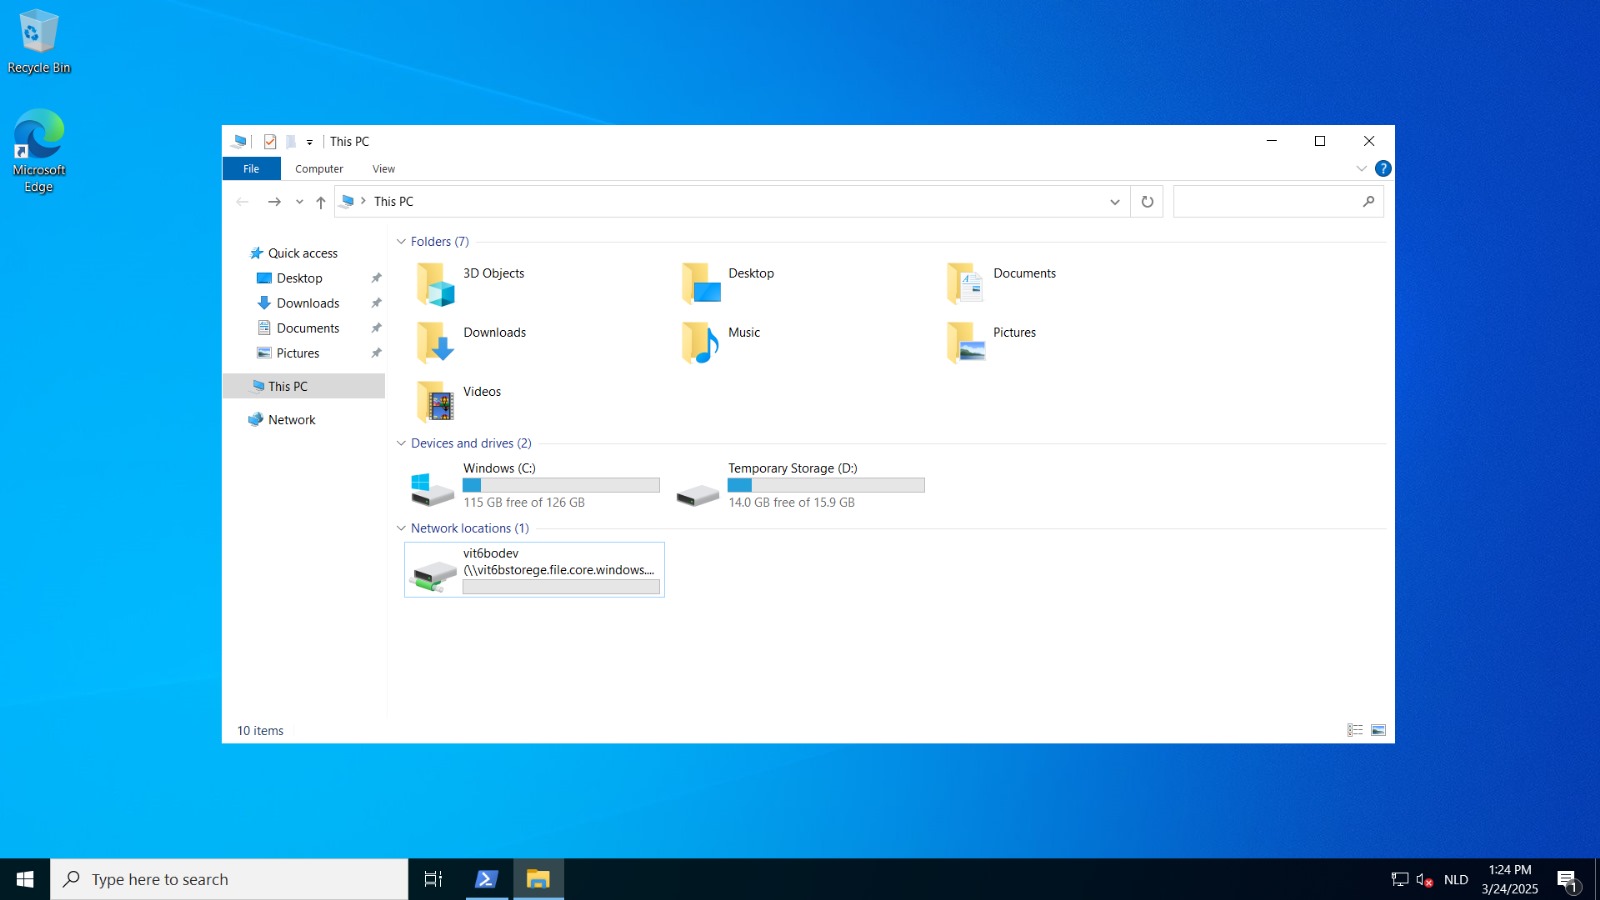 Recycle Bin
Microsoft
Edge
This PC
File
Computer
View
This PC
Quick access
Desktop
Downloads
Documents
Pictures
This PC
Network
Folders (7)
3D Objects
Desktop
Documents
Downloads
Music
Pictures
Videos
Devices and drives (2)
Windows (C:)
115 GB free of 126 GB
Temporary Storage (D:)
14.0 GB free of 15.9 GB
Network locations (1)
vit6bodev
(\\vit6bstorege.file.core.windows....
10 items
Type here to search
NLD
1:24 PM
3/24/2025
1